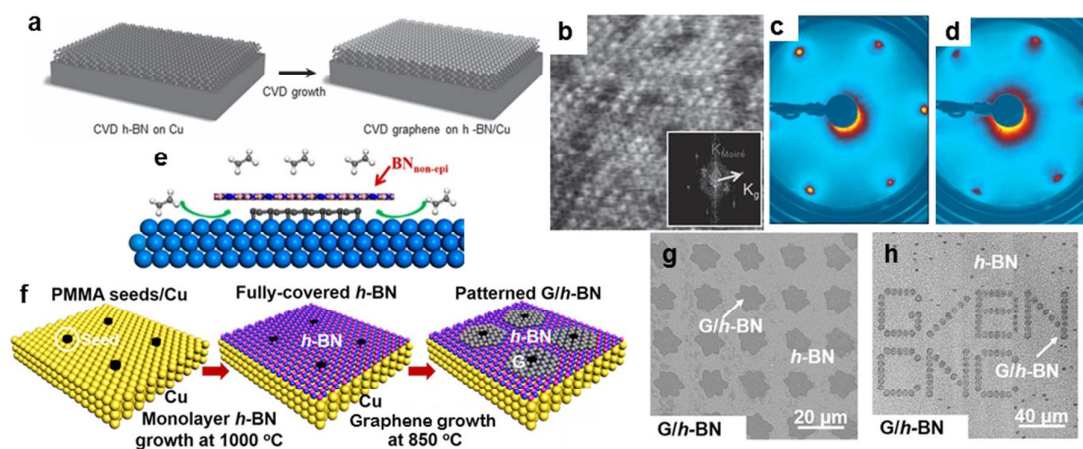 a
CVD growth
CVD h-BN on Cu
CVD graphene on h -BN/Cu
b
K Moiré
Kg
c
d
e
BN non-epi
f
PMMA seeds/Cu
Seed
Cu
Monolayer h-BN
growth at 1000 °C
Fully-covered h-BN
h-BN
Cu
Graphene growth
at 850 °C
Patterned G/h-BN
h-BN
G
g
G/h-BN
h-BN
20 µm
G/h-BN
h
h-BN
G/h-BN
40 µm
G/h-BN